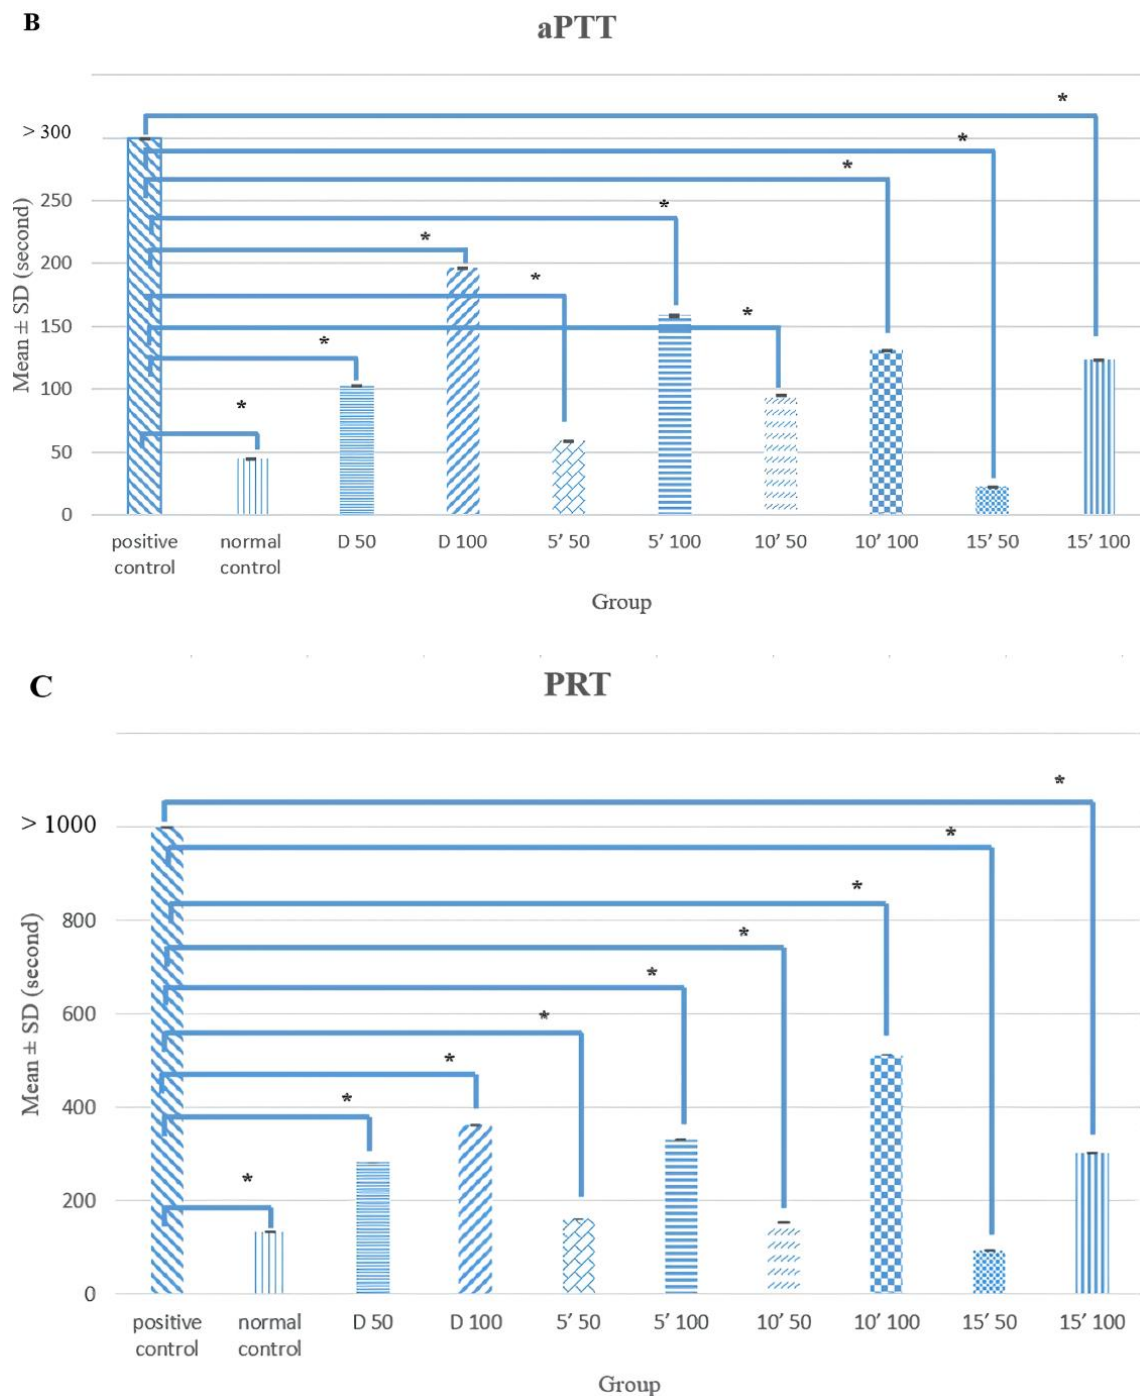 B
aPTT
> 300
250
200
150
100
50
0
Mean ± SD (second)
*
*
*
*
*
*
*
*
*
positive control
normal control
D 50
D 100
5’ 50
5’ 100
10’ 50
10’ 100
15’ 50
15’ 100
Group
C
PRT
> 1000
800
600
400
200
0
Mean ± SD (second)
*
*
*
*
*
*
*
*
*
positive control
normal control
D 50
D 100
5’ 50
5’ 100
10’ 50
10’ 100
15’ 50
15’ 100
Group